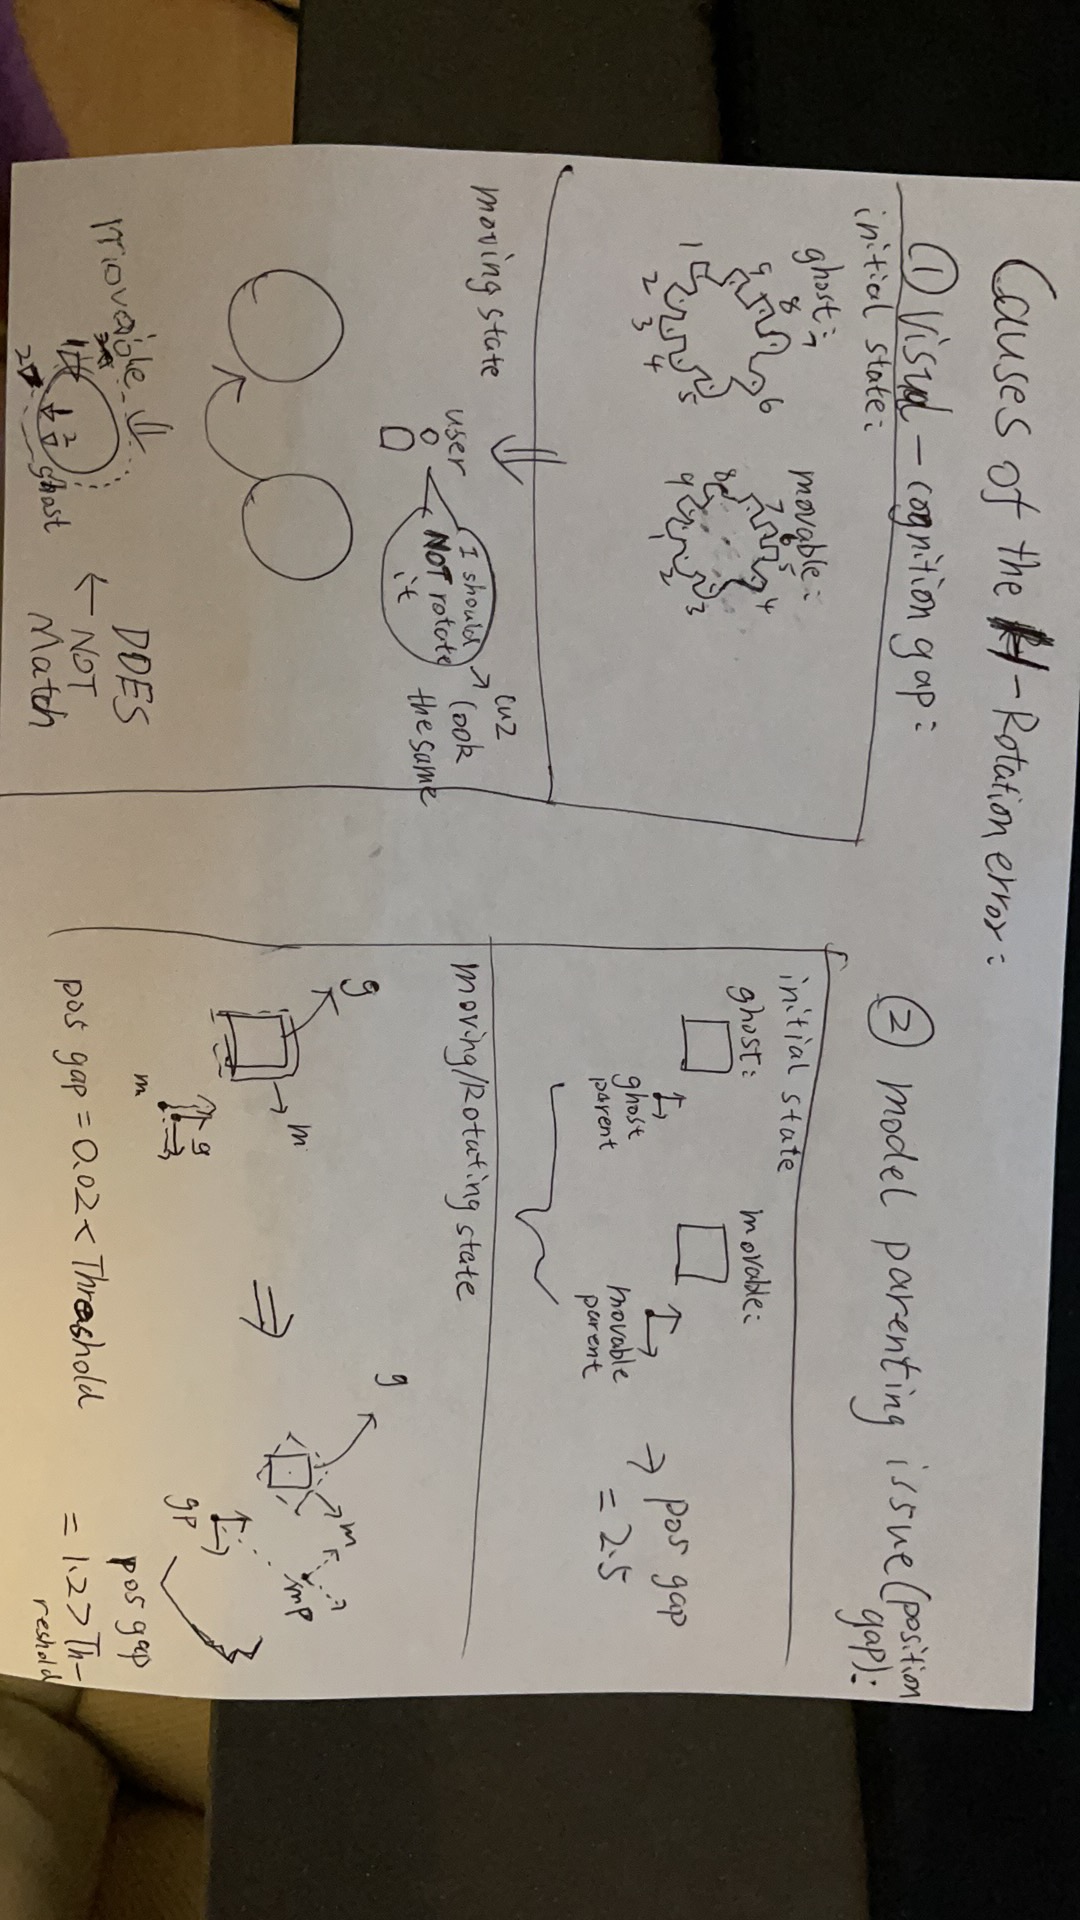 Causes of the H-Rotation error:
① Visual-cognition gap:
initial state:
ghost:
8
9
6
1
5
2
3
4
movable:
7 6 5
4
8
3
9
2
1
moving state
user
I should
NOT rotate
it
cuz
look
the same
Movable
1
2
2
ghost
DOES
NOT
Match
② model parenting issue (position
gap):
initial state
ghost:
movable:
ghost
parent
movable
parent
→ pos gap
= 2.5
moving/Rotating state
g
m
g
m
pos gap = 0.02 < Threshold
g
m
mp
gp
pos gap
= 1.2 > Th-
reshold